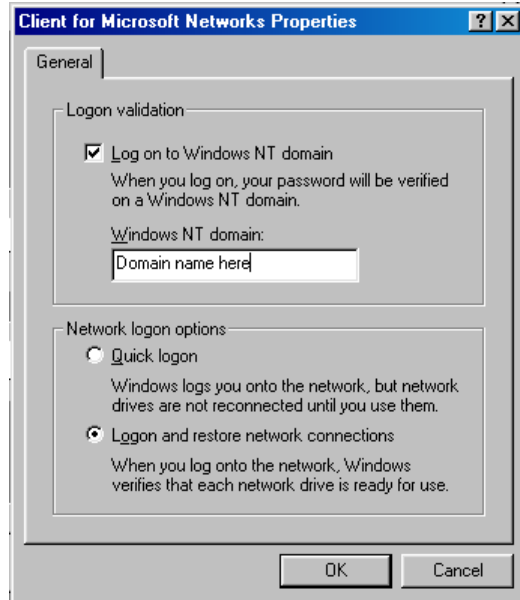 Client for Microsoft Networks Properties
General
Logon validation
Log on to Windows NT domain
When you log on, your password will be verified
on a Windows NT domain.
Windows NT domain:
Domain name here
Network logon options
Quick logon
Windows logs you onto the network, but network
drives are not reconnected until you use them.
Logon and restore network connections
When you log onto the network, Windows
verifies that each network drive is ready for use.
OK
Cancel